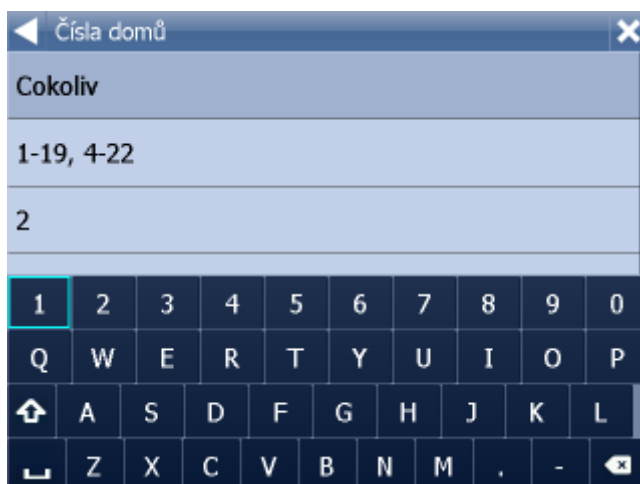 Čísla domů
Cokoliv
1-19, 4-22
2
1 2 3 4 5 6 7 8 9 0
Q W E R T Y U I O P
A S D F G H J K L
Z X C V B N M . -